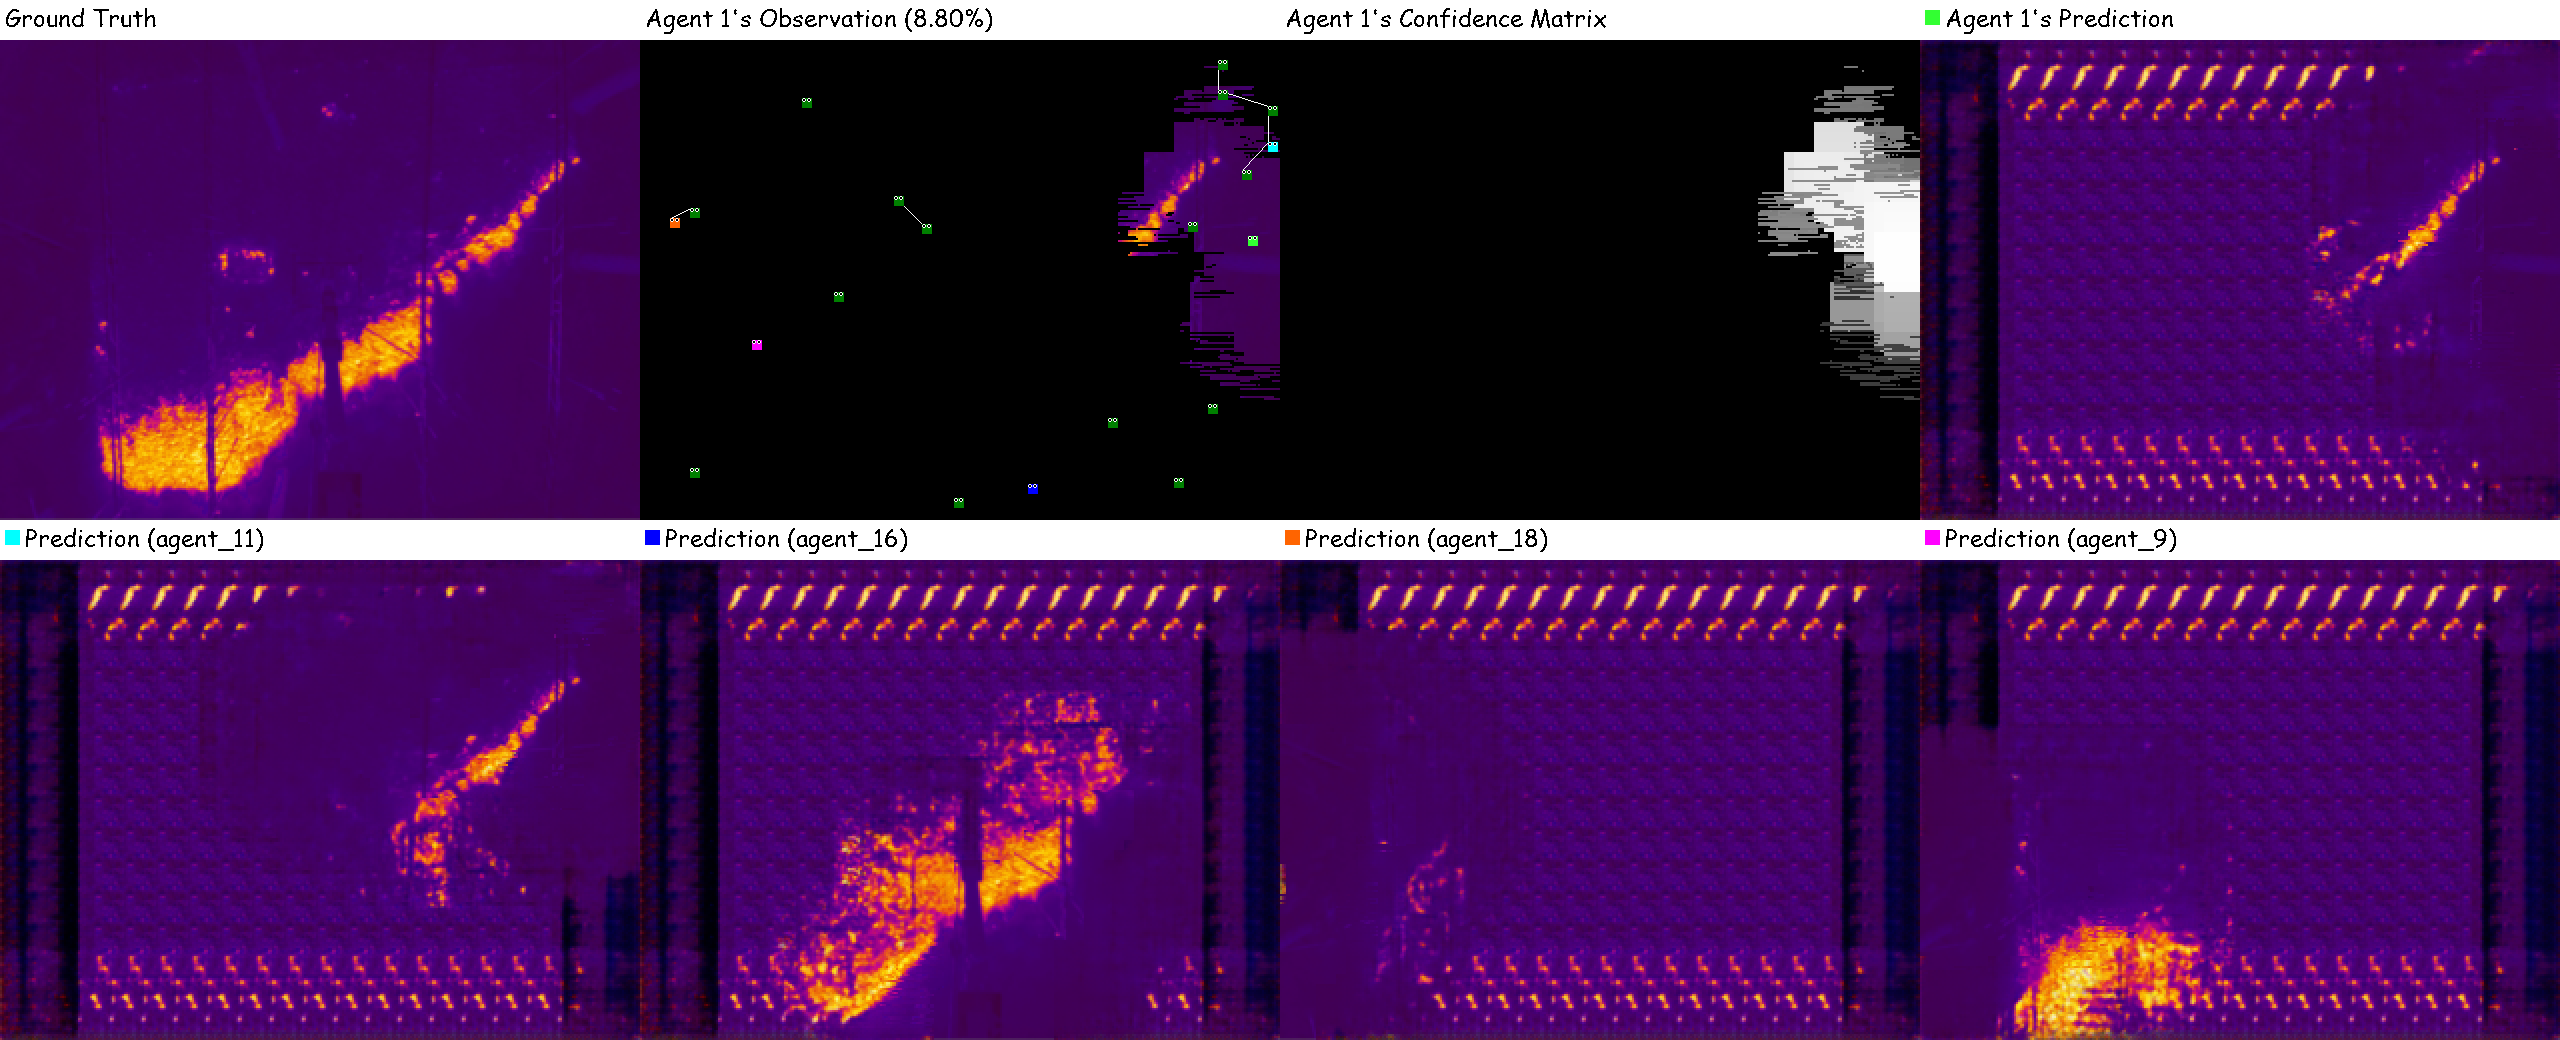 Ground Truth
Agent 1's Observation (8.80%)
Agent 1's Confidence Matrix
Agent 1's Prediction
Prediction (agent_11)
Prediction (agent_16)
Prediction (agent_18)
Prediction (agent_9)